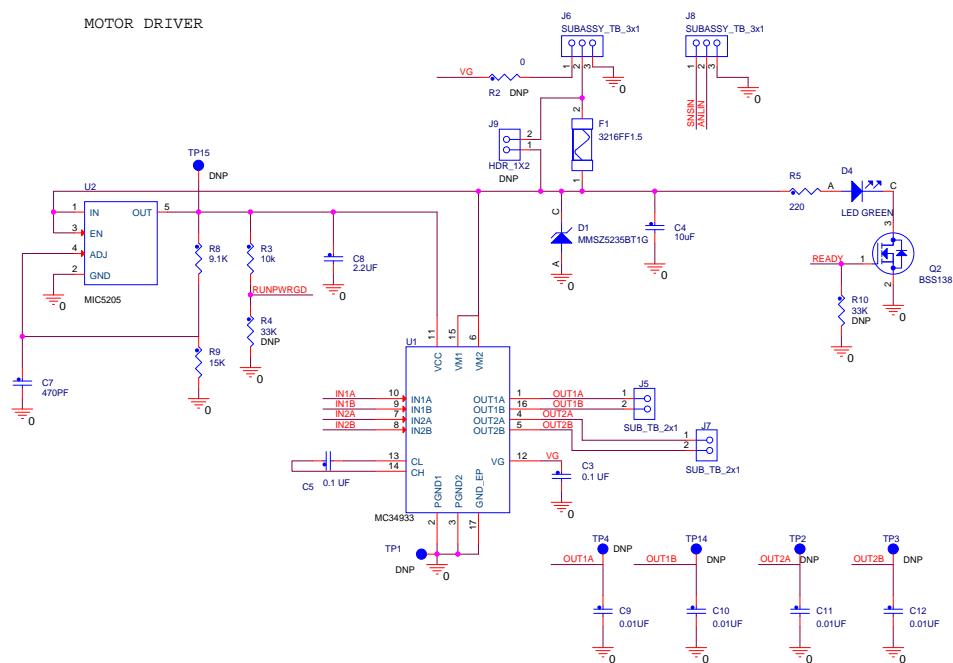 MOTOR DRIVER
J6
SUBASSY_TB_3x1
J8
SUBASSY_TB_3x1
VG
0
R2 DNP
1
2
3
0
1
2
3
0
SNSIN
ANLIN
J9
2
1
HDR_1X2
DNP
2
F1
3216FF1.5
1
TP15
DNP
U2
1 IN OUT 5
3 EN
4 ADJ
2 GND
MIC5205
0
R8
9.1K
R3
10k
C8
2.2UF
0
RUNPWRGD
R4
33K
DNP
0
R9
15K
0
C7
470PF
0
C
D1
MMSZ5235BT1G
A
0
C4
10uF
0
R5
220
A
D4
C
LED GREEN
3
READY 1
Q2
BSS138
2
0
R10
33K
DNP
0
U1
11
15
6
VCC
VM1
VM2
IN1A 10 IN1A
IN1B 9 IN1B
IN2A 7 IN2A
IN2B 8 IN2B
OUT1A 1 OUT1A
OUT1B 16 OUT1B
OUT2A 4 OUT2A
OUT2B 5 OUT2B
J5
1
2
SUB_TB_2x1
J7
1
2
SUB_TB_2x1
13 CL
14 CH
C5 0.1 UF
VG 12 VG
C3
0.1 UF
0
PGND1
PGND2
GND_EP
MC34933
2
3
17
TP1
DNP
0
TP4
DNP
OUT1A
C9
0.01UF
0
TP14
DNP
OUT1B
C10
0.01UF
0
TP2
DNP
OUT2A
C11
0.01UF
0
TP3
DNP
OUT2B
C12
0.01UF
0